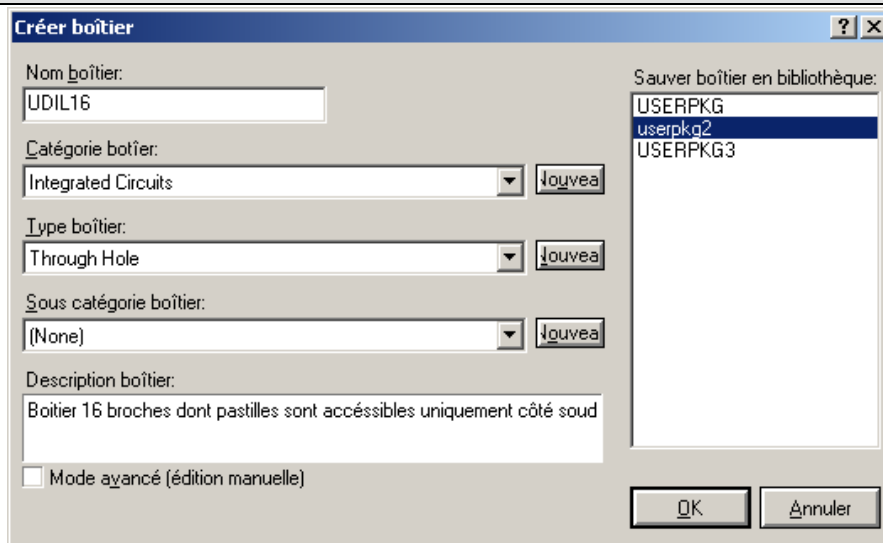 Créer boîtier
Nom boîtier:
UDIL16
Catégorie botîer:
Integrated Circuits
Nouvea
Type boîtier:
Through Hole
Nouvea
Sous catégorie boîtier:
(None)
Nouvea
Description boîtier:
Boitier 16 broches dont pastilles sont accéssibles uniquement côté soud
Mode avancé (édition manuelle)
Sauver boîtier en bibliothèque:
USERPKG
userpkg2
USERPKG3
OK
Annuler